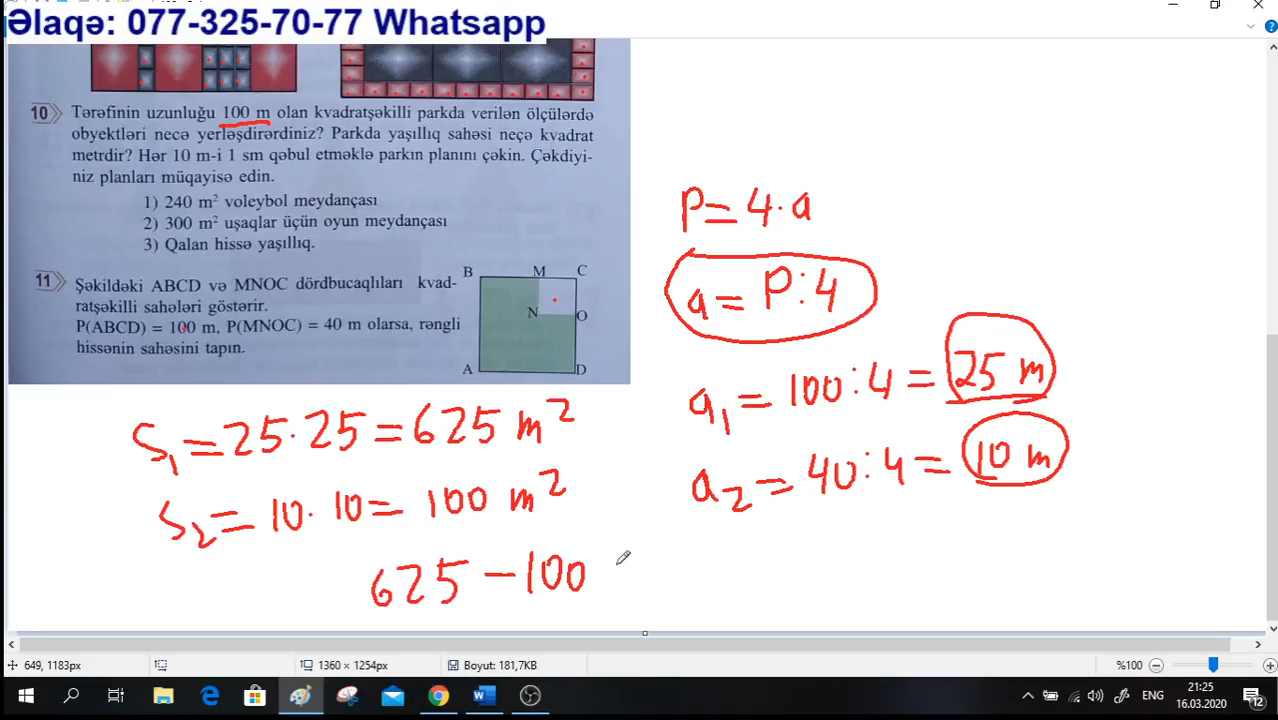 Əlaqə: 077-325-70-77 Whatsapp
10 Tərəfinin uzunluğu 100 m olan kvadratşəkilli parkda verilən ölçülərdə
obyektləri necə yerləşdirərdiniz? Parkda yaşıllıq sahəsi neçə kvadrat
metrdir? Hər 10 m-i 1 sm qəbul etməklə parkın planını çəkin. Çəkdiyi-
niz planları müqayisə edin.
1) 240 m² voleybol meydançası
2) 300 m² uşaqlar üçün oyun meydançası
3) Qalan hissə yaşıllıq.
11 Şəkildəki ABCD və MNOC dördbucaqlıları kvad-
ratşəkilli sahələri göstərir.
P(ABCD) = 100 m, P(MNOC) = 40 m olarsa, rəngli
hissənin sahəsini tapın.
B M C
N O
A D
P = 4 · a
a = P : 4
a₁ = 100 : 4 = 25 m
a₂ = 40 : 4 = 10 m
S₁ = 25 · 25 = 625 m²
S₂ = 10 · 10 = 100 m²
625 − 100
649, 1183px
1360 × 1254px
Boyut: 181,7KB
%100
ENG
21:25
16.03.2020
12